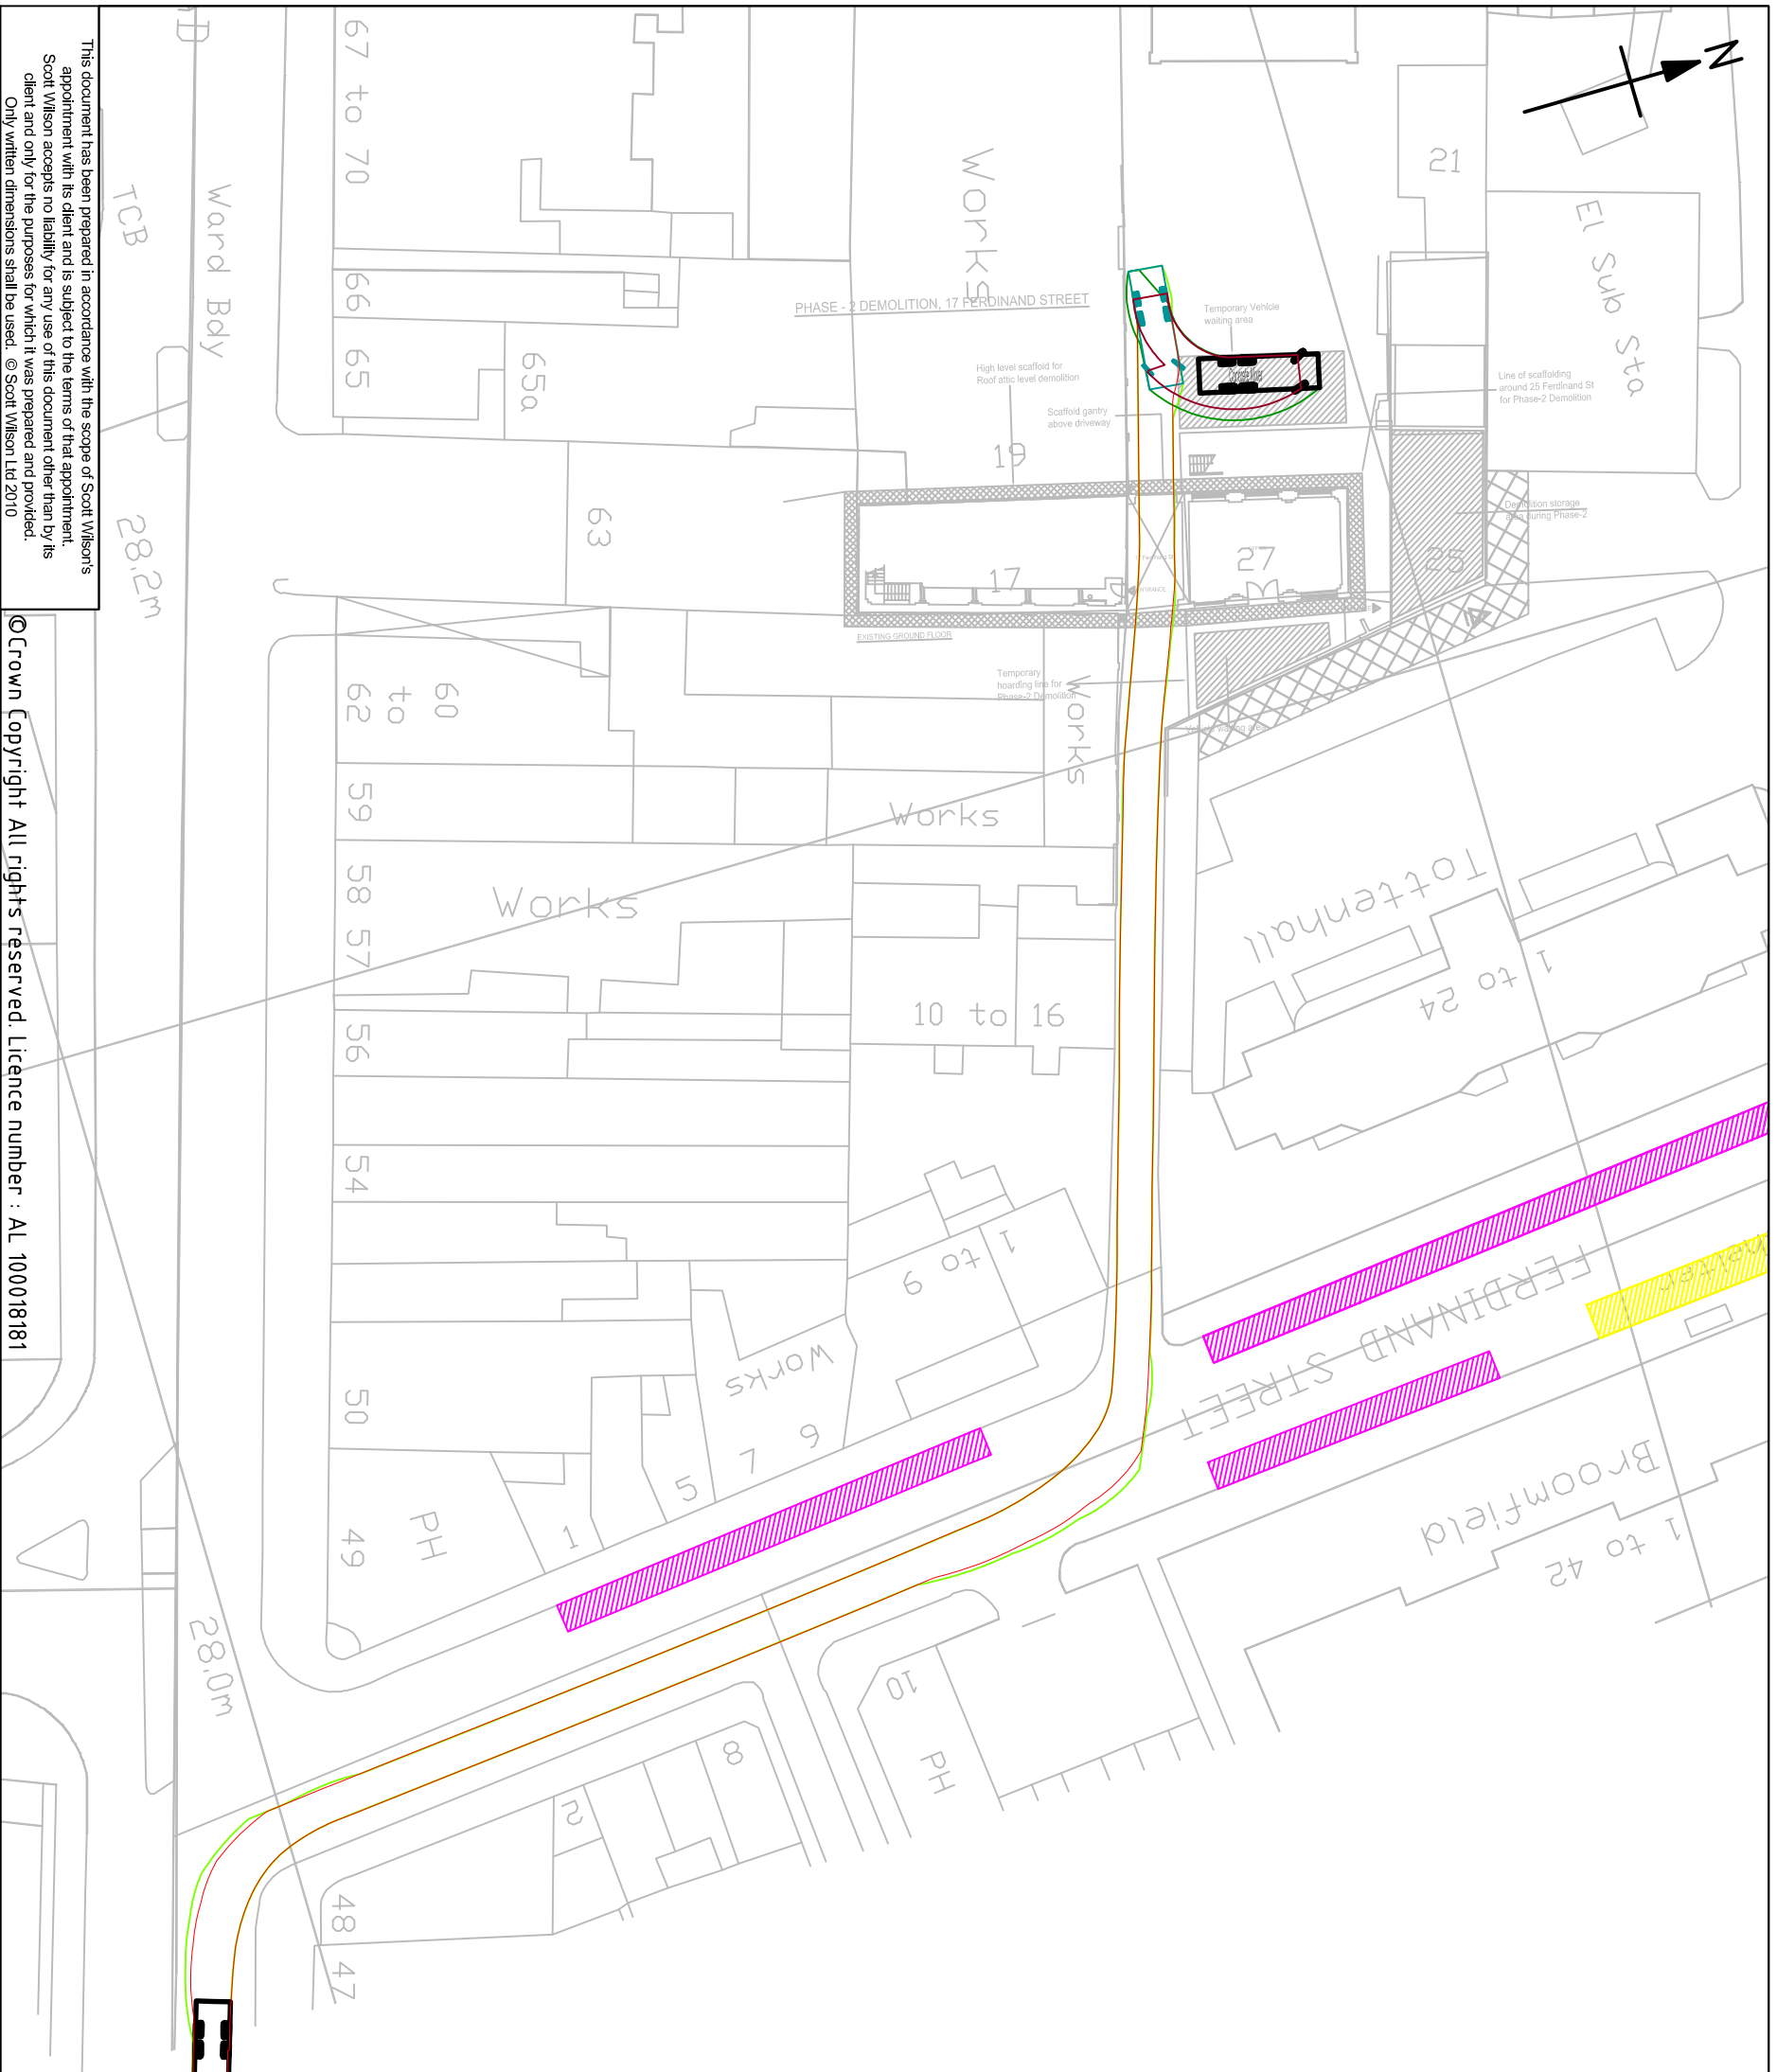 This document has been prepared in accordance with the scope of Scott Wilson's
appointment with its client and is subject to the terms of that appointment.
Scott Wilson accepts no liability for any use of this document other than by its
client and only for the purposes for which it was prepared and provided.
Only written dimensions shall be used. © Scott Wilson Ltd 2010
© Crown Copyright All rights reserved. Licence number : AL 100018181
N
67 to 70
Ward Bdy
TCB
28.2m
66
65
65a
63
60
to
62
59
58
57
56
54
50
49
28.0m
48
47
Works
PHASE - 2 DEMOLITION, 17 FERDINAND STREET
High level scaffold for
Roof attic level demolition
Scaffold gantry
above driveway
Temporary Vehicle
waiting area
21
El Sub Sta
Line of scaffolding
around 25 Ferdinand St
for Phase-2 Demolition
Demolition storage
area during Phase-2
19
17
27
25
ENTRANCE
EXISTING GROUND FLOOR
Temporary
hoarding line for
Phase-2 Demolition
Vehicle waiting area
Works
Works
Works
10 to 16
Tottenhall
1 to 24
1 to 9
Works
FERDINAND STREET
Shelter
Broomfield
1 to 42
PH
1
5
7
9
10
PH
8
2